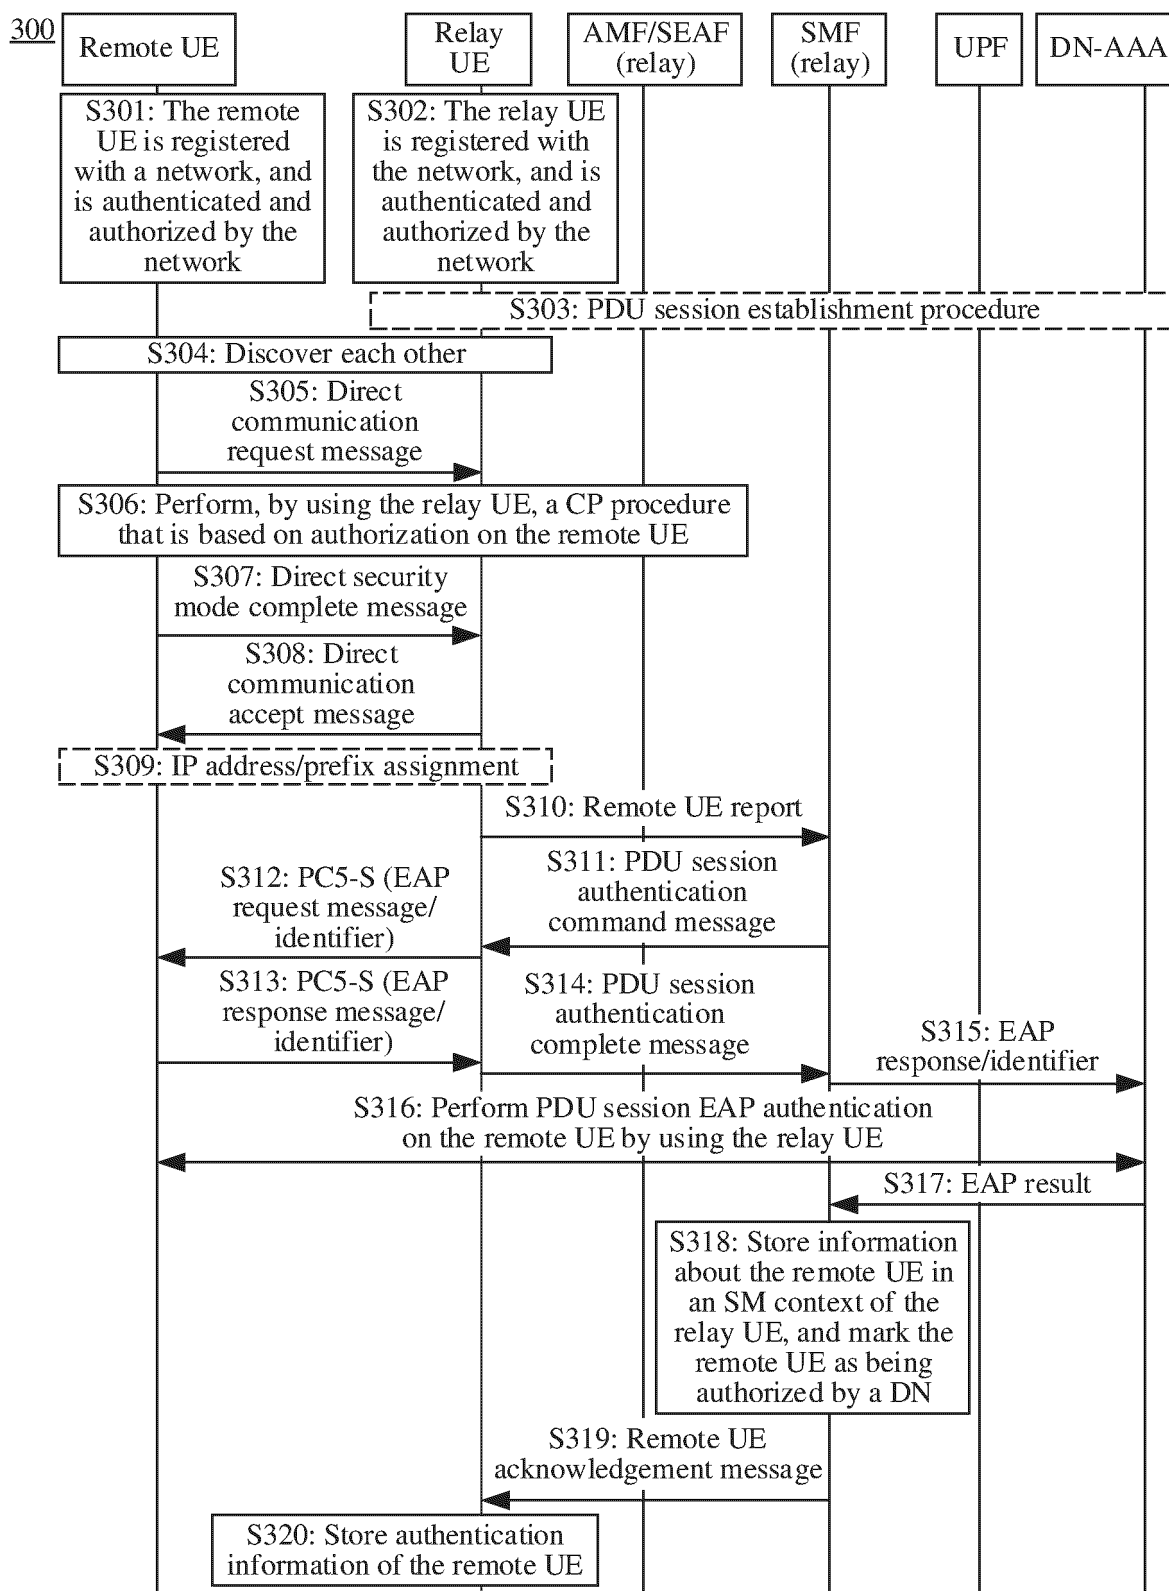 300
Remote UE
Relay
UE
AMF/SEAF
(relay)
SMF
(relay)
UPF
DN-AAA
S301: The remote
UE is registered
with a network, and
is authenticated and
authorized by the
network
S302: The relay UE
is registered with
the network, and is
authenticated and
authorized by the
network
S303: PDU session establishment procedure
S304: Discover each other
S305: Direct
communication
request message
S306: Perform, by using the relay UE, a CP procedure
that is based on authorization on the remote UE
S307: Direct security
mode complete message
S308: Direct
communication
accept message
S309: IP address/prefix assignment
S310: Remote UE report
S311: PDU session
authentication
command message
S312: PC5-S (EAP
request message/
identifier)
S313: PC5-S (EAP
response message/
identifier)
S314: PDU session
authentication
complete message
S315: EAP
response/identifier
S316: Perform PDU session EAP authentication
on the remote UE by using the relay UE
S317: EAP result
S318: Store information
about the remote UE in
an SM context of the
relay UE, and mark the
remote UE as being
authorized by a DN
S319: Remote UE
acknowledgement message
S320: Store authentication
information of the remote UE